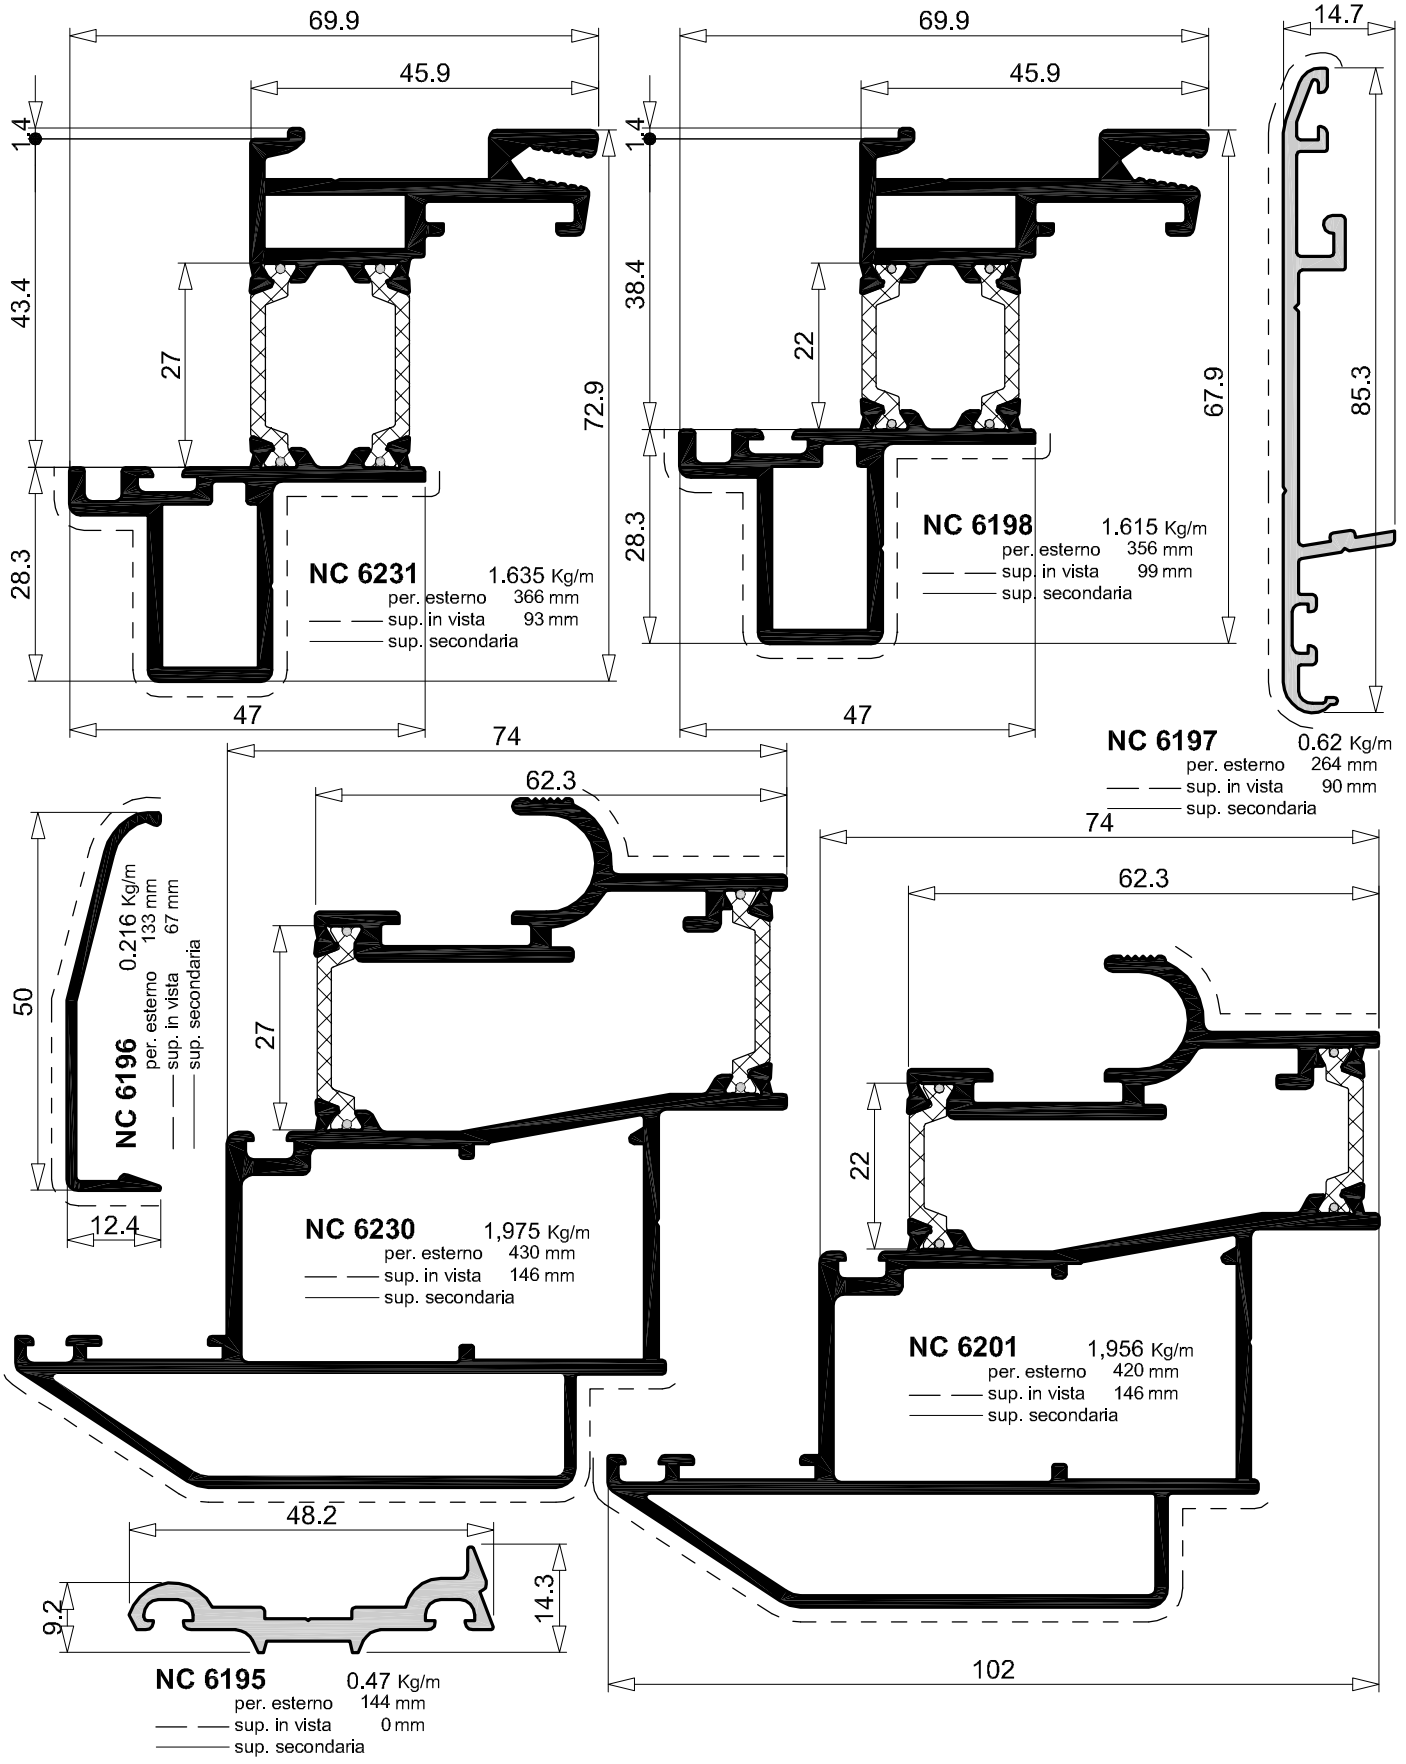 69.9
45.9
1.4
43.4
27
28.3
72.9
47
NC 6231 1.635 Kg/m
per. esterno 366 mm
sup. in vista 93 mm
sup. secondaria
69.9
45.9
1.4
38.4
22
28.3
67.9
47
NC 6198 1.615 Kg/m
per. esterno 356 mm
sup. in vista 99 mm
sup. secondaria
14.7
85.3
NC 6197 0.62 Kg/m
per. esterno 264 mm
sup. in vista 90 mm
sup. secondaria
50
12.4
NC 6196 0.216 Kg/m
per. esterno 133 mm
sup. in vista 67 mm
sup. secondaria
74
62.3
27
NC 6230 1,975 Kg/m
per. esterno 430 mm
sup. in vista 146 mm
sup. secondaria
74
62.3
22
NC 6201 1,956 Kg/m
per. esterno 420 mm
sup. in vista 146 mm
sup. secondaria
102
48.2
9.2
14.3
NC 6195 0.47 Kg/m
per. esterno 144 mm
sup. in vista 0 mm
sup. secondaria